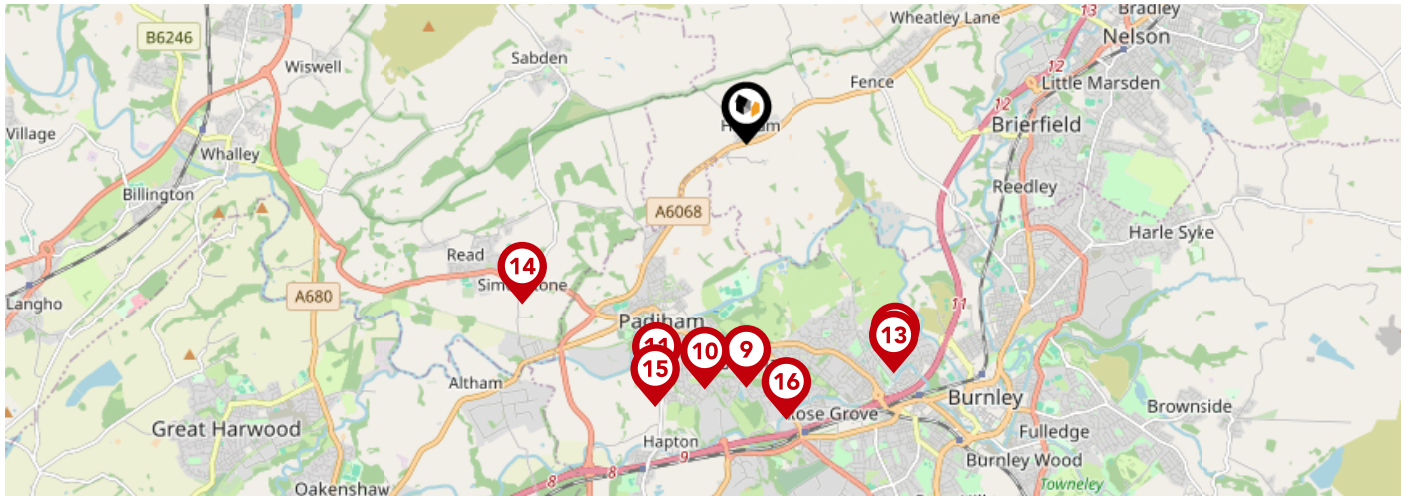 Bradley
13
Wheatley Lane
B6246
Nelson
Wiswell
Sabden
12
Fence
Little Marsden
12
Brierfield
Village
Whalley
Reedley
Billington
A6068
Harle Syke
Read
14
A680
11
Langho
Padiham
13
10
9
15
16
Altham
Burnley
Rose Grove
Brownside
Great Harwood
Hapton
Fulledge
9
Burnley Wood
8
8
Oakenshaw
Towneley